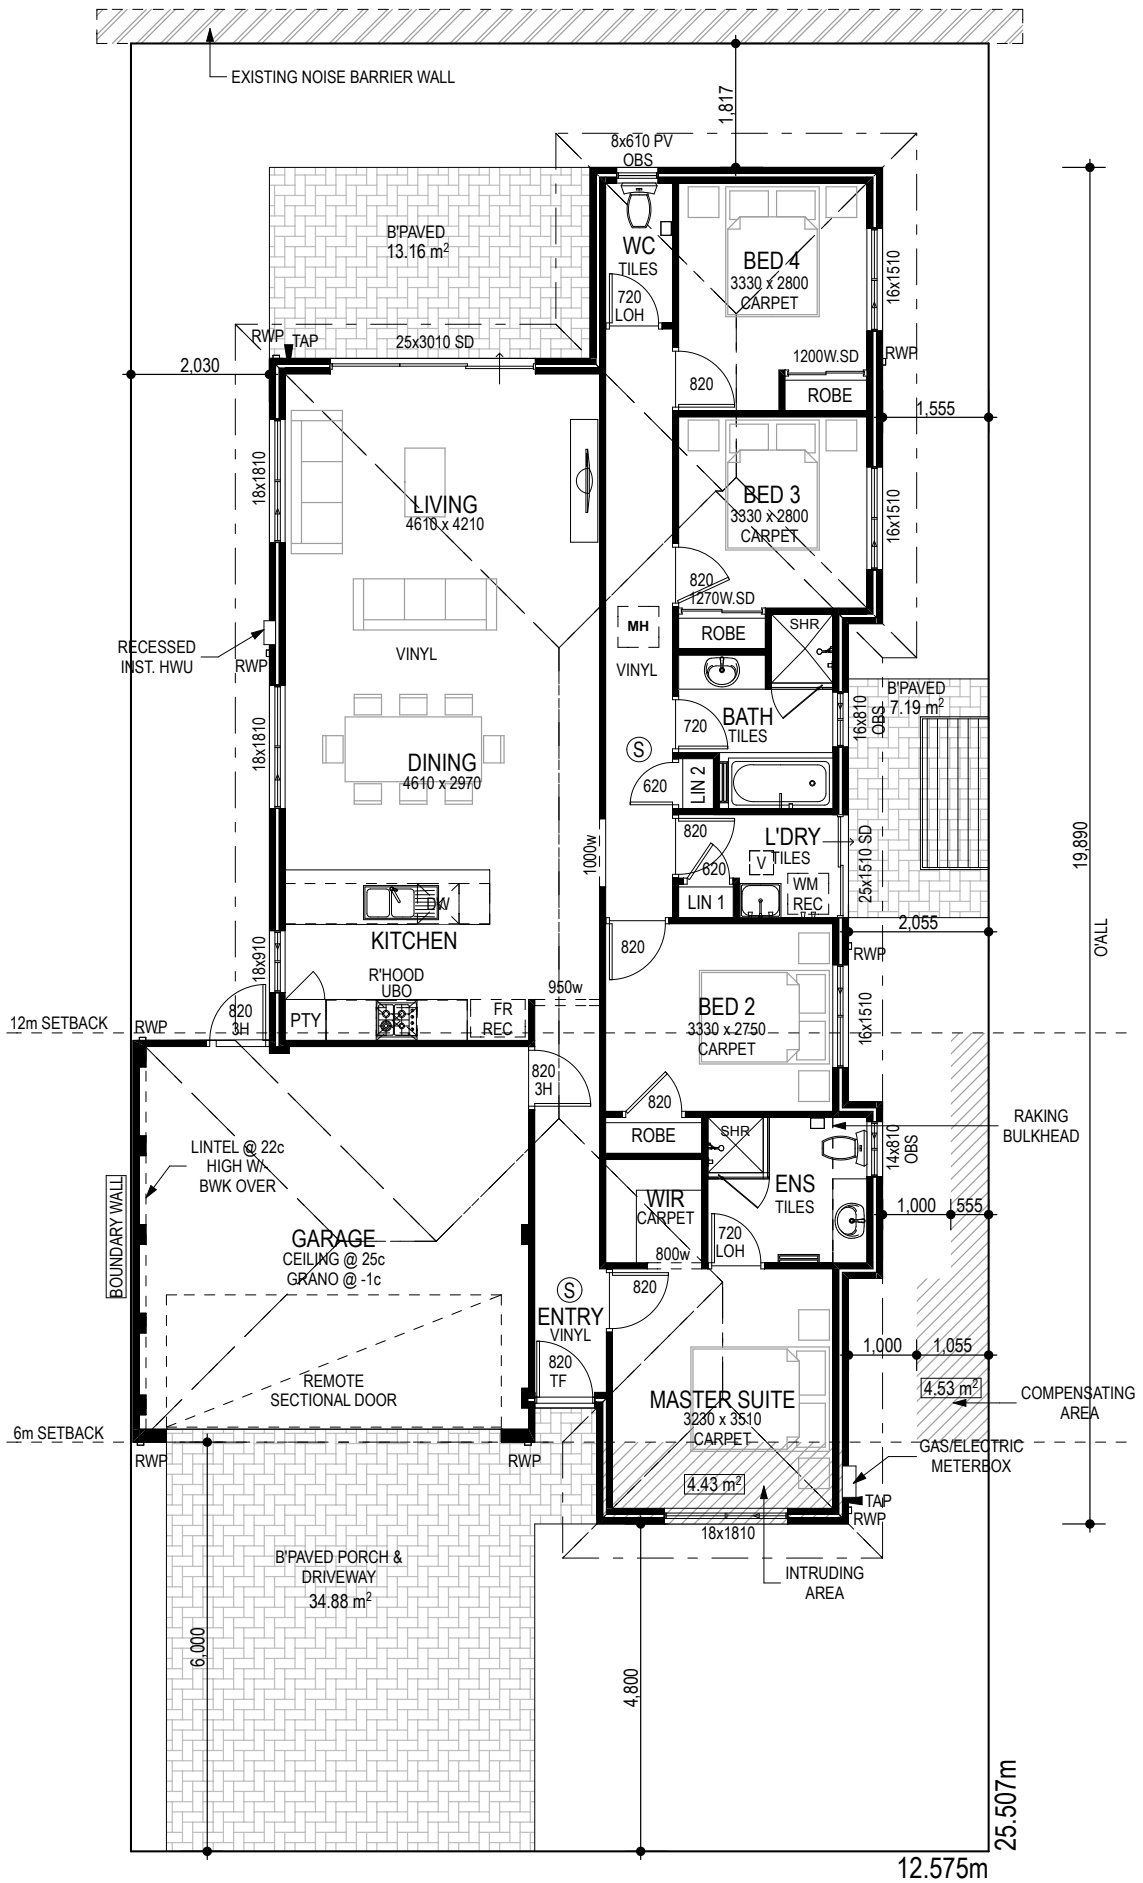 EXISTING NOISE BARRIER WALL
1,817
8x610 PV
OBS
B'PAVED
13.16 m²
WC
TILES
720
LOH
BED 4
3330 x 2800
CARPET
16x1510
RWP
TAP
25x3010 SD
1200W.SD
RWP
2,030
820
ROBE
1,555
18x1810
LIVING
4610 x 4210
BED 3
3330 x 2800
CARPET
16x1510
820
1270W.SD
MH
ROBE
SHR
RECESSED
INST. HWU
RWP
VINYL
VINYL
B'PAVED
7.19 m²
18x1810
BATH
TILES
720
16x810
OBS
S
DINING
4610 x 2970
620
LIN 2
1000w
820
L'DRY
TILES
V
620
25x1510 SD
19,890
O'ALL
LIN 1
WM
REC
DW
KITCHEN
2,055
18x910
820
RWP
R'HOOD
UBO
950w
BED 2
3330 x 2750
CARPET
16x1510
12m SETBACK
RWP
820
3H
PTY
FR
REC
820
3H
820
LINTEL @ 22c
HIGH W/-
BWK OVER
ROBE
SHR
14x810
OBS
RAKING
BULKHEAD
BOUNDARY WALL
WIR
CARPET
ENS
TILES
1,000
555
GARAGE
CEILING @ 25c
GRANO @ -1c
800w
720
LOH
S
ENTRY
VINYL
820
820
TF
1,000
1,055
REMOTE
SECTIONAL DOOR
MASTER SUITE
3230 x 3510
CARPET
4.53 m²
COMPENSATING
AREA
6m SETBACK
RWP
RWP
GAS/ELECTRIC
METERBOX
4.43 m²
TAP
RWP
18x1810
B'PAVED PORCH &
DRIVEWAY
34.88 m²
INTRUDING
AREA
6,000
4,800
25.507m
12.575m